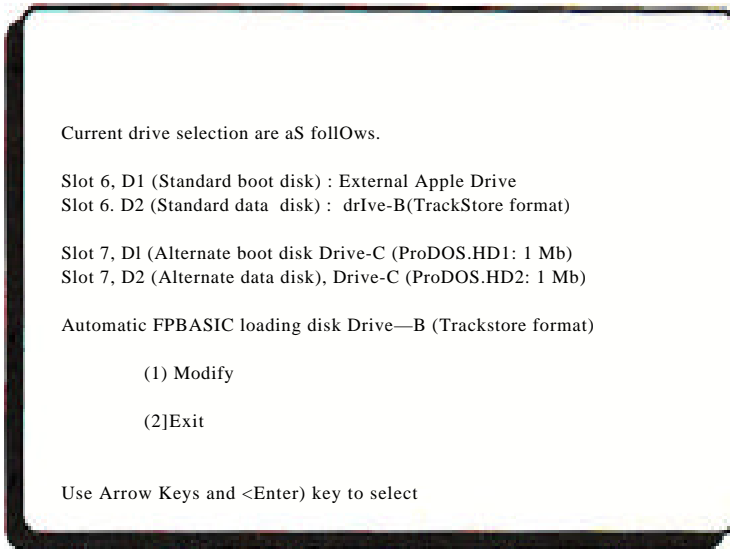 Current drive selection are aS follOws.
Slot 6, D1 (Standard boot disk) : External Apple Drive
Slot 6. D2 (Standard data disk) : drIve-B(TrackStore format)
Slot 7, Dl (Alternate boot disk Drive-C (ProDOS.HD1: 1 Mb)
Slot 7, D2 (Alternate data disk), Drive-C (ProDOS.HD2: 1 Mb)
Automatic FPBASIC loading disk Drive—B (Trackstore format)
(1) Modify
(2]Exit
Use Arrow Keys and <Enter) key to select